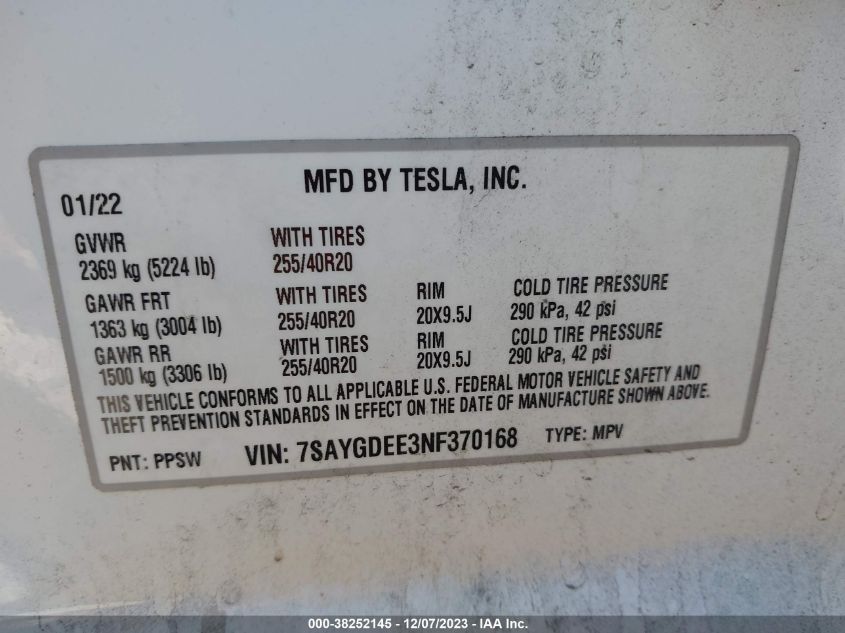 MFD BY TESLA, INC.
01/22
GVWR WITH TIRES
2369 kg (5224 lb) 255/40R20
GAWR FRT WITH TIRES RIM COLD TIRE PRESSURE
1363 kg (3004 lb) 255/40R20 20X9.5J 290 kPa, 42 psi
GAWR RR WITH TIRES RIM COLD TIRE PRESSURE
1500 kg (3306 lb) 255/40R20 20X9.5J 290 kPa, 42 psi
THIS VEHICLE CONFORMS TO ALL APPLICABLE U.S. FEDERAL MOTOR VEHICLE SAFETY AND
THEFT PREVENTION STANDARDS IN EFFECT ON THE DATE OF MANUFACTURE SHOWN ABOVE.
PNT: PPSW VIN: 7SAYGDEE3NF370168 TYPE: MPV
000-38252145 - 12/07/2023 - IAA Inc.